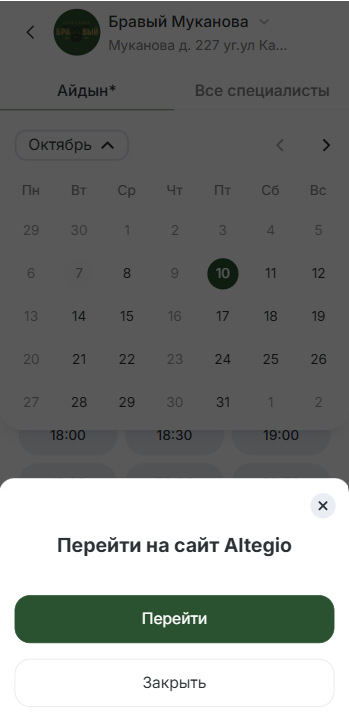 Бравый Муканова
Муканова д. 227 уг.ул Ка...
БРА ВЫЙ
Айдын*
Все специалисты
Октябрь
Пн Вт Ср Чт Пт Сб Вс
29 30 1 2 3 4 5
6 7 8 9 10 11 12
13 14 15 16 17 18 19
20 21 22 23 24 25 26
27 28 29 30 31 1 2
18:00 18:30 19:00
Перейти на сайт Altegio
Перейти
Закрыть